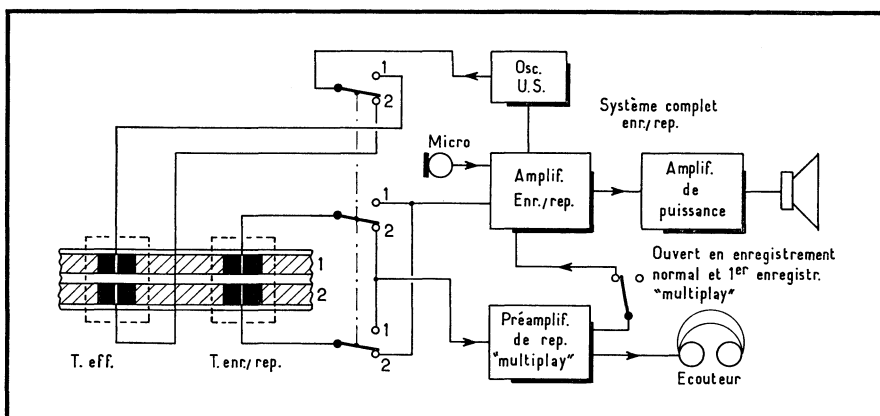 1
2
Osc.
U.S.
Système complet
enr./rep.
Micro
Amplif.
Enr./rep.
Amplif.
de
puissance
1
2
1
2
Ouvert en enregistrement
normal et 1er enregistr.
"multiplay"
1
2
Préamplif.
de rep.
"multiplay"
T. eff.
T. enr./rep.
Ecouteur